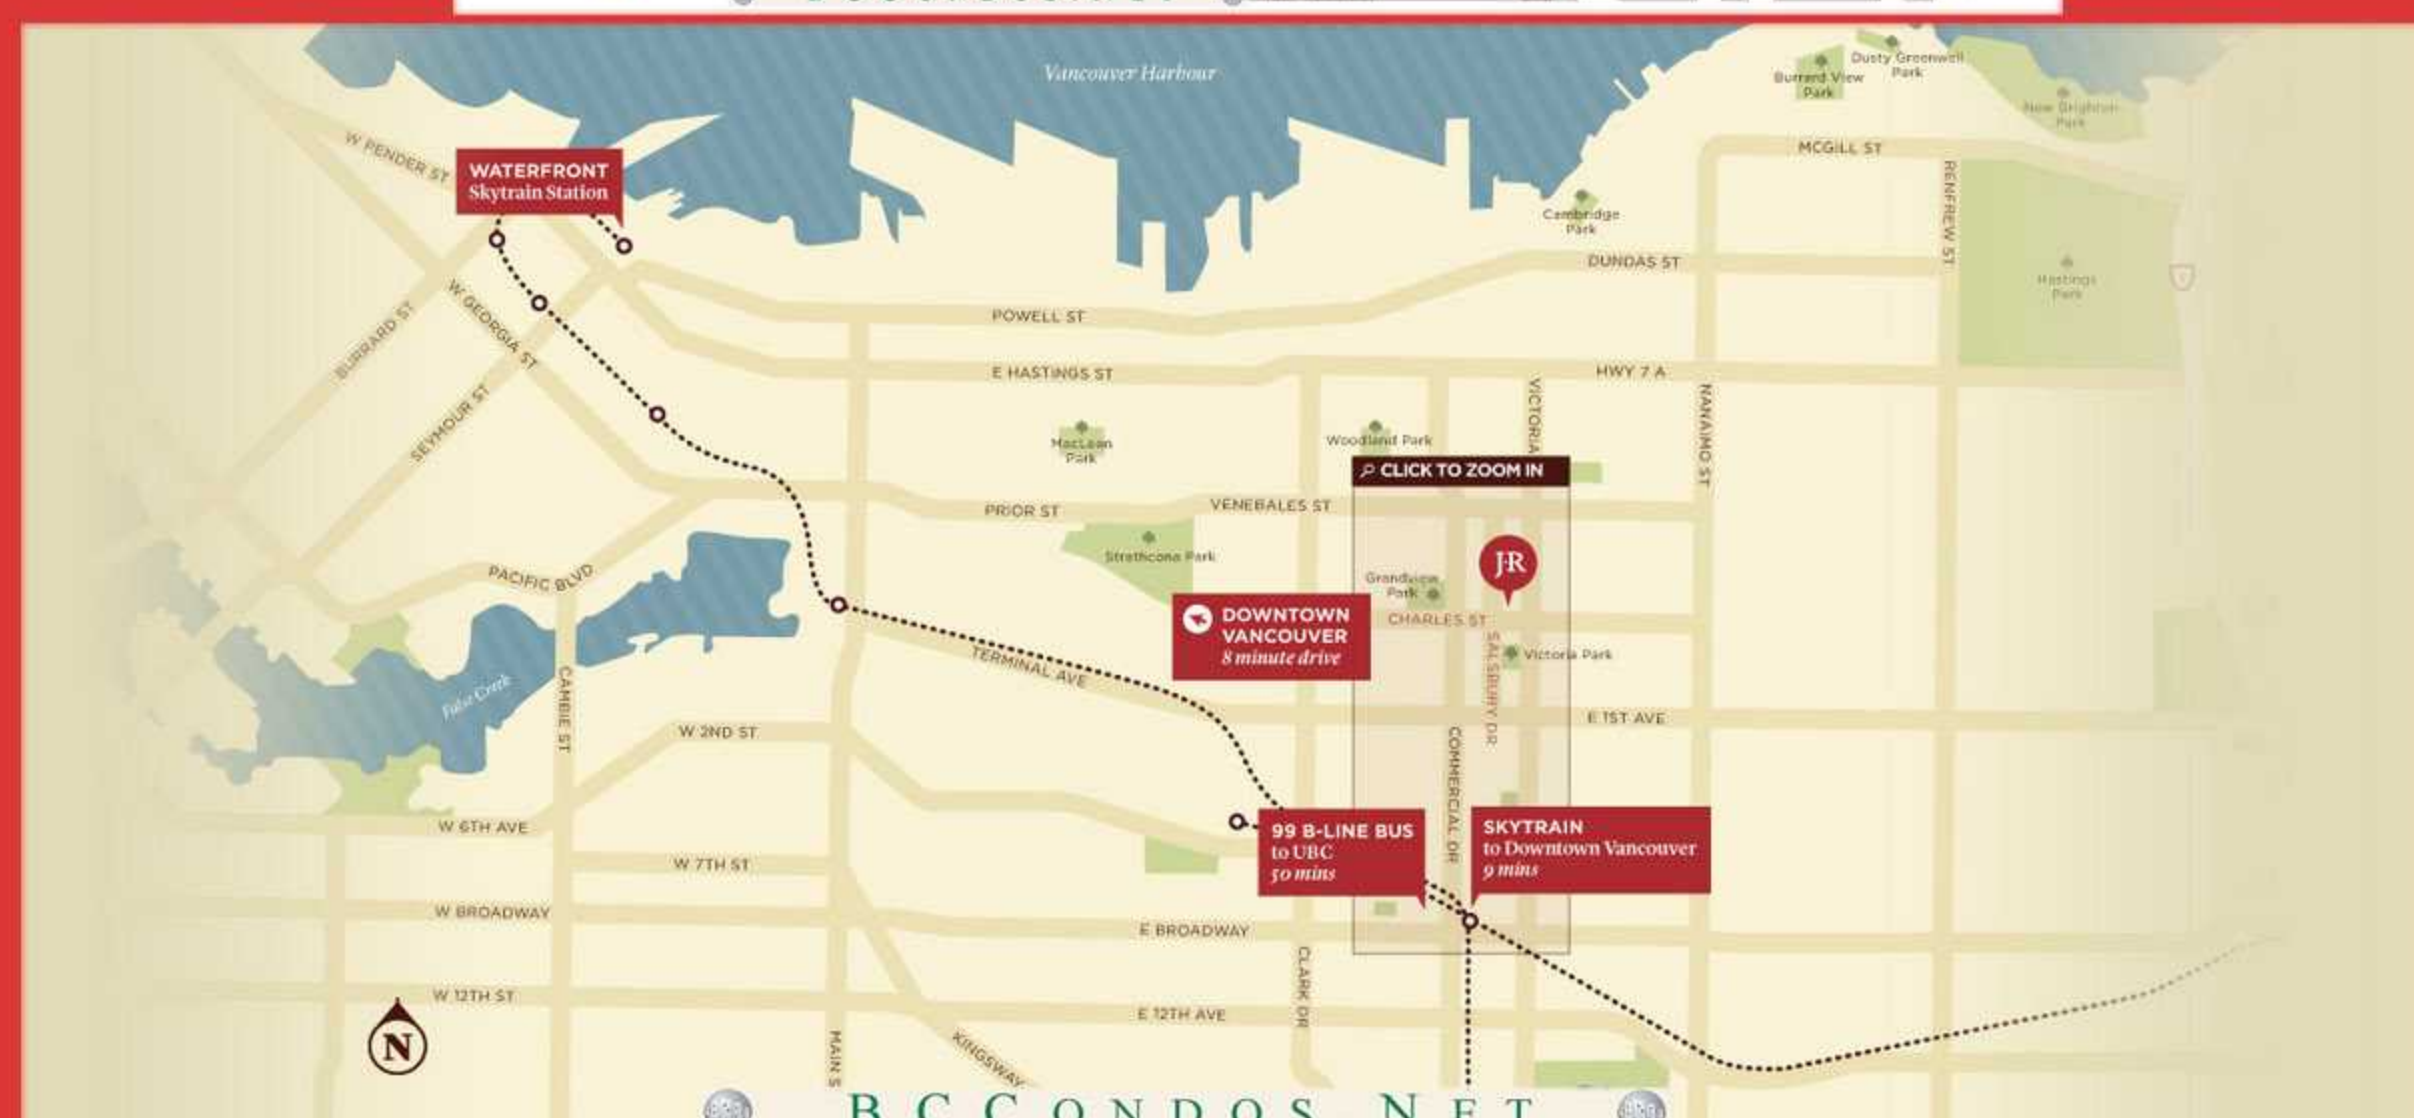 Vancouver Harbour
Dusty Greenwell
Park
Burrard View
Park
New Brighton
Park
W PENDER ST
MCGILL ST
WATERFRONT
Skytrain Station
RENFREW ST
Cambridge
Park
DUNDAS ST
Hastings
Park
W GEORGIA ST
BURRARD ST
POWELL ST
E HASTINGS ST
HWY 7 A
SEYMOUR ST
VICTORIA
NANAIMO ST
MacLean
Park
Woodland Park
CLICK TO ZOOM IN
PRIOR ST
VENEBALES ST
Strathcona Park
J·R
PACIFIC BLVD
Grandview
Park
DOWNTOWN
VANCOUVER
8 minute drive
CHARLES ST
SALSBURY DR
Victoria Park
TERMINAL AVE
False Creek
CAMBIE ST
W 2ND ST
E 1ST AVE
COMMERCIAL DR
W 6TH AVE
99 B-LINE BUS
to UBC
50 mins
SKYTRAIN
to Downtown Vancouver
9 mins
W 7TH ST
W BROADWAY
E BROADWAY
CLARK DR
W 12TH ST
E 12TH AVE
N
MAIN S
KINGSWAY
BCCONDOS.NET